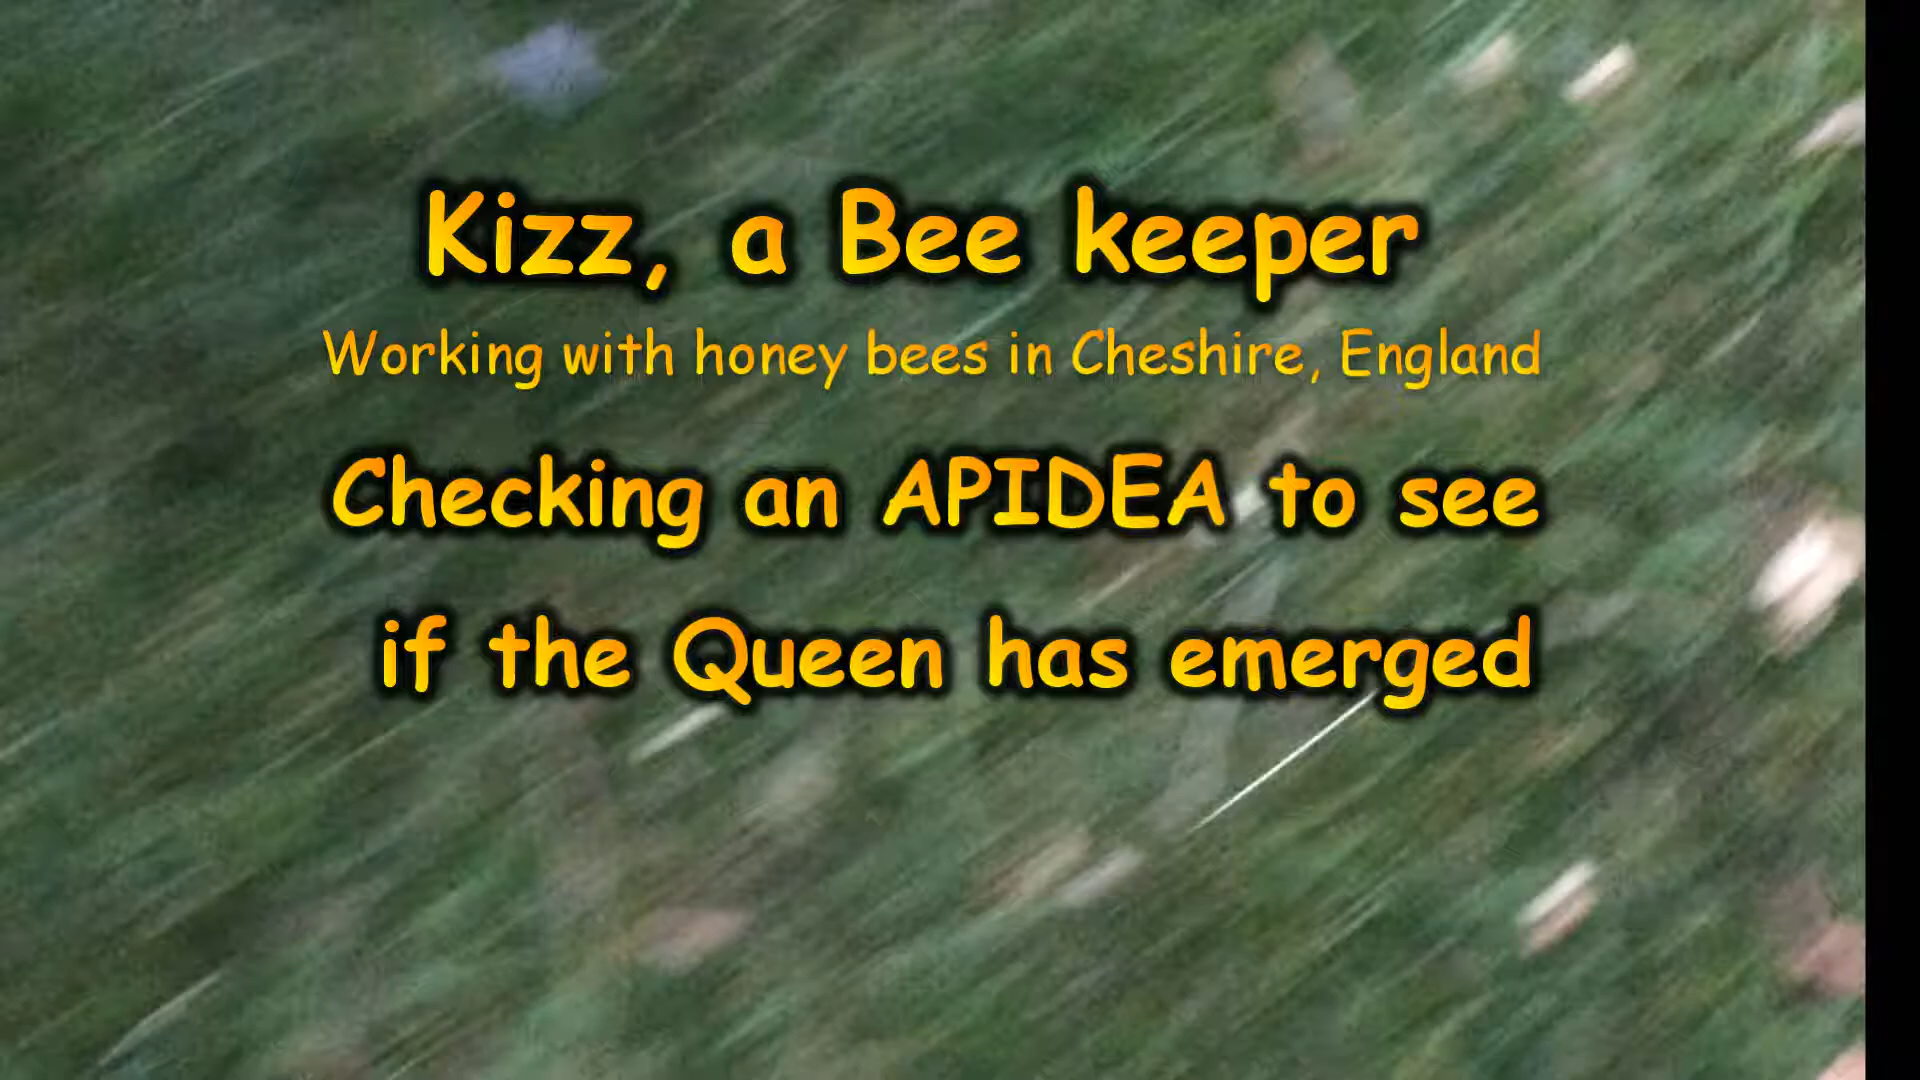 Kizz, a Bee keeper
Working with honey bees in Cheshire, England
Checking an APIDEA to see
if the Queen has emerged